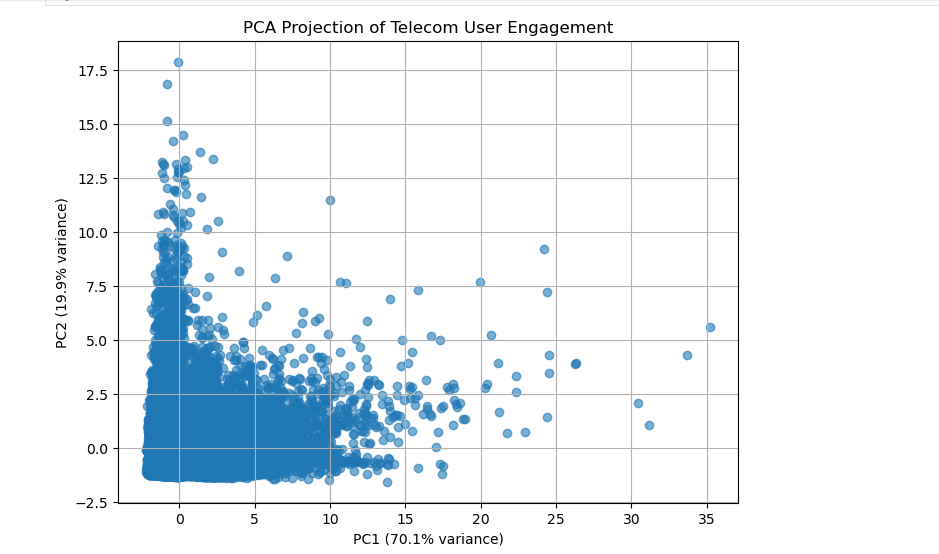 PCA Projection of Telecom User Engagement
17.5
15.0
12.5
10.0
7.5
5.0
2.5
0.0
−2.5
PC2 (19.9% variance)
0 5 10 15 20 25 30 35
PC1 (70.1% variance)